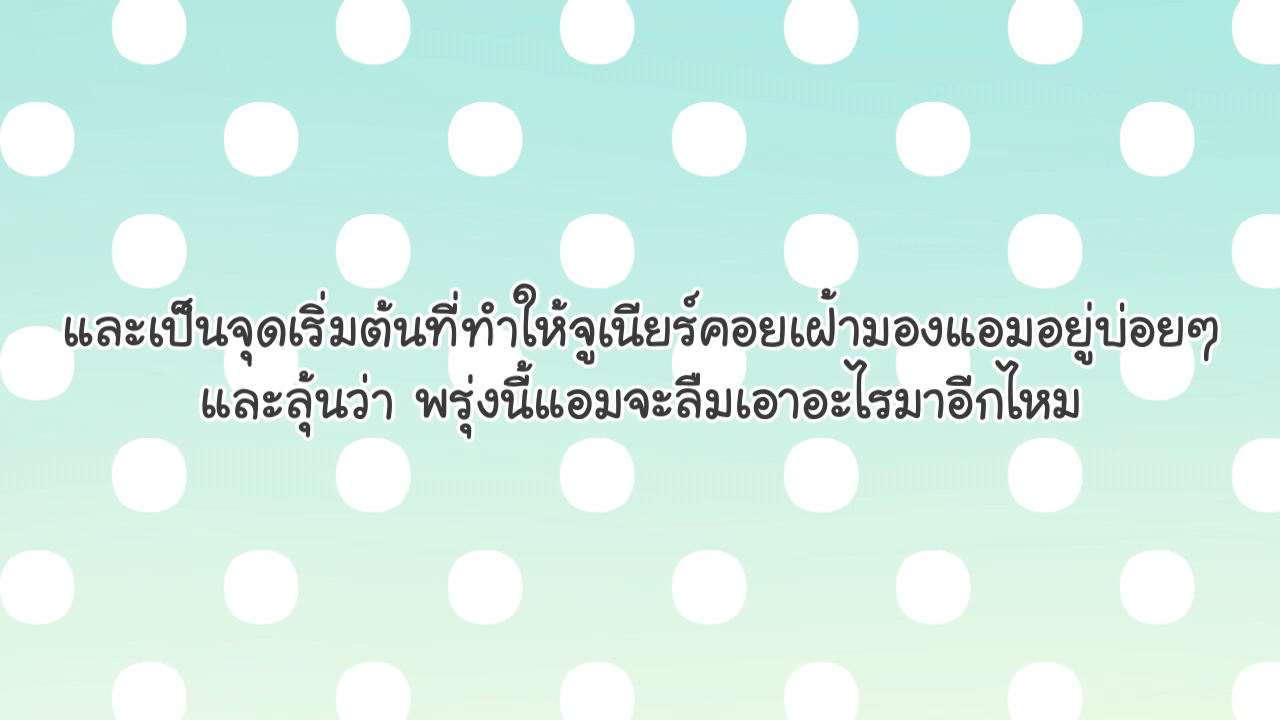 และเป็นจุดเริ่มต้นที่ทำให้จูเนียร์คอยเฝ้ามองแอมอยู่บ่อยๆ
และลุ้นว่า พรุ่งนี้แอมจะลืมเอาอะไรมาอีกไหม